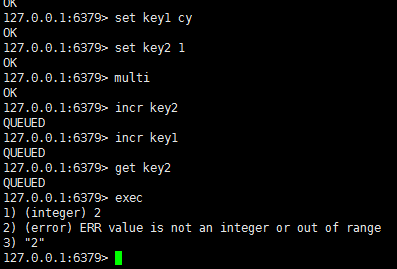 OK
127.0.0.1:6379> set key1 cy
OK
127.0.0.1:6379> set key2 1
OK
127.0.0.1:6379> multi
OK
127.0.0.1:6379> incr key2
QUEUED
127.0.0.1:6379> incr key1
QUEUED
127.0.0.1:6379> get key2
QUEUED
127.0.0.1:6379> exec
1) (integer) 2
2) (error) ERR value is not an integer or out of range
3) "2"
127.0.0.1:6379>